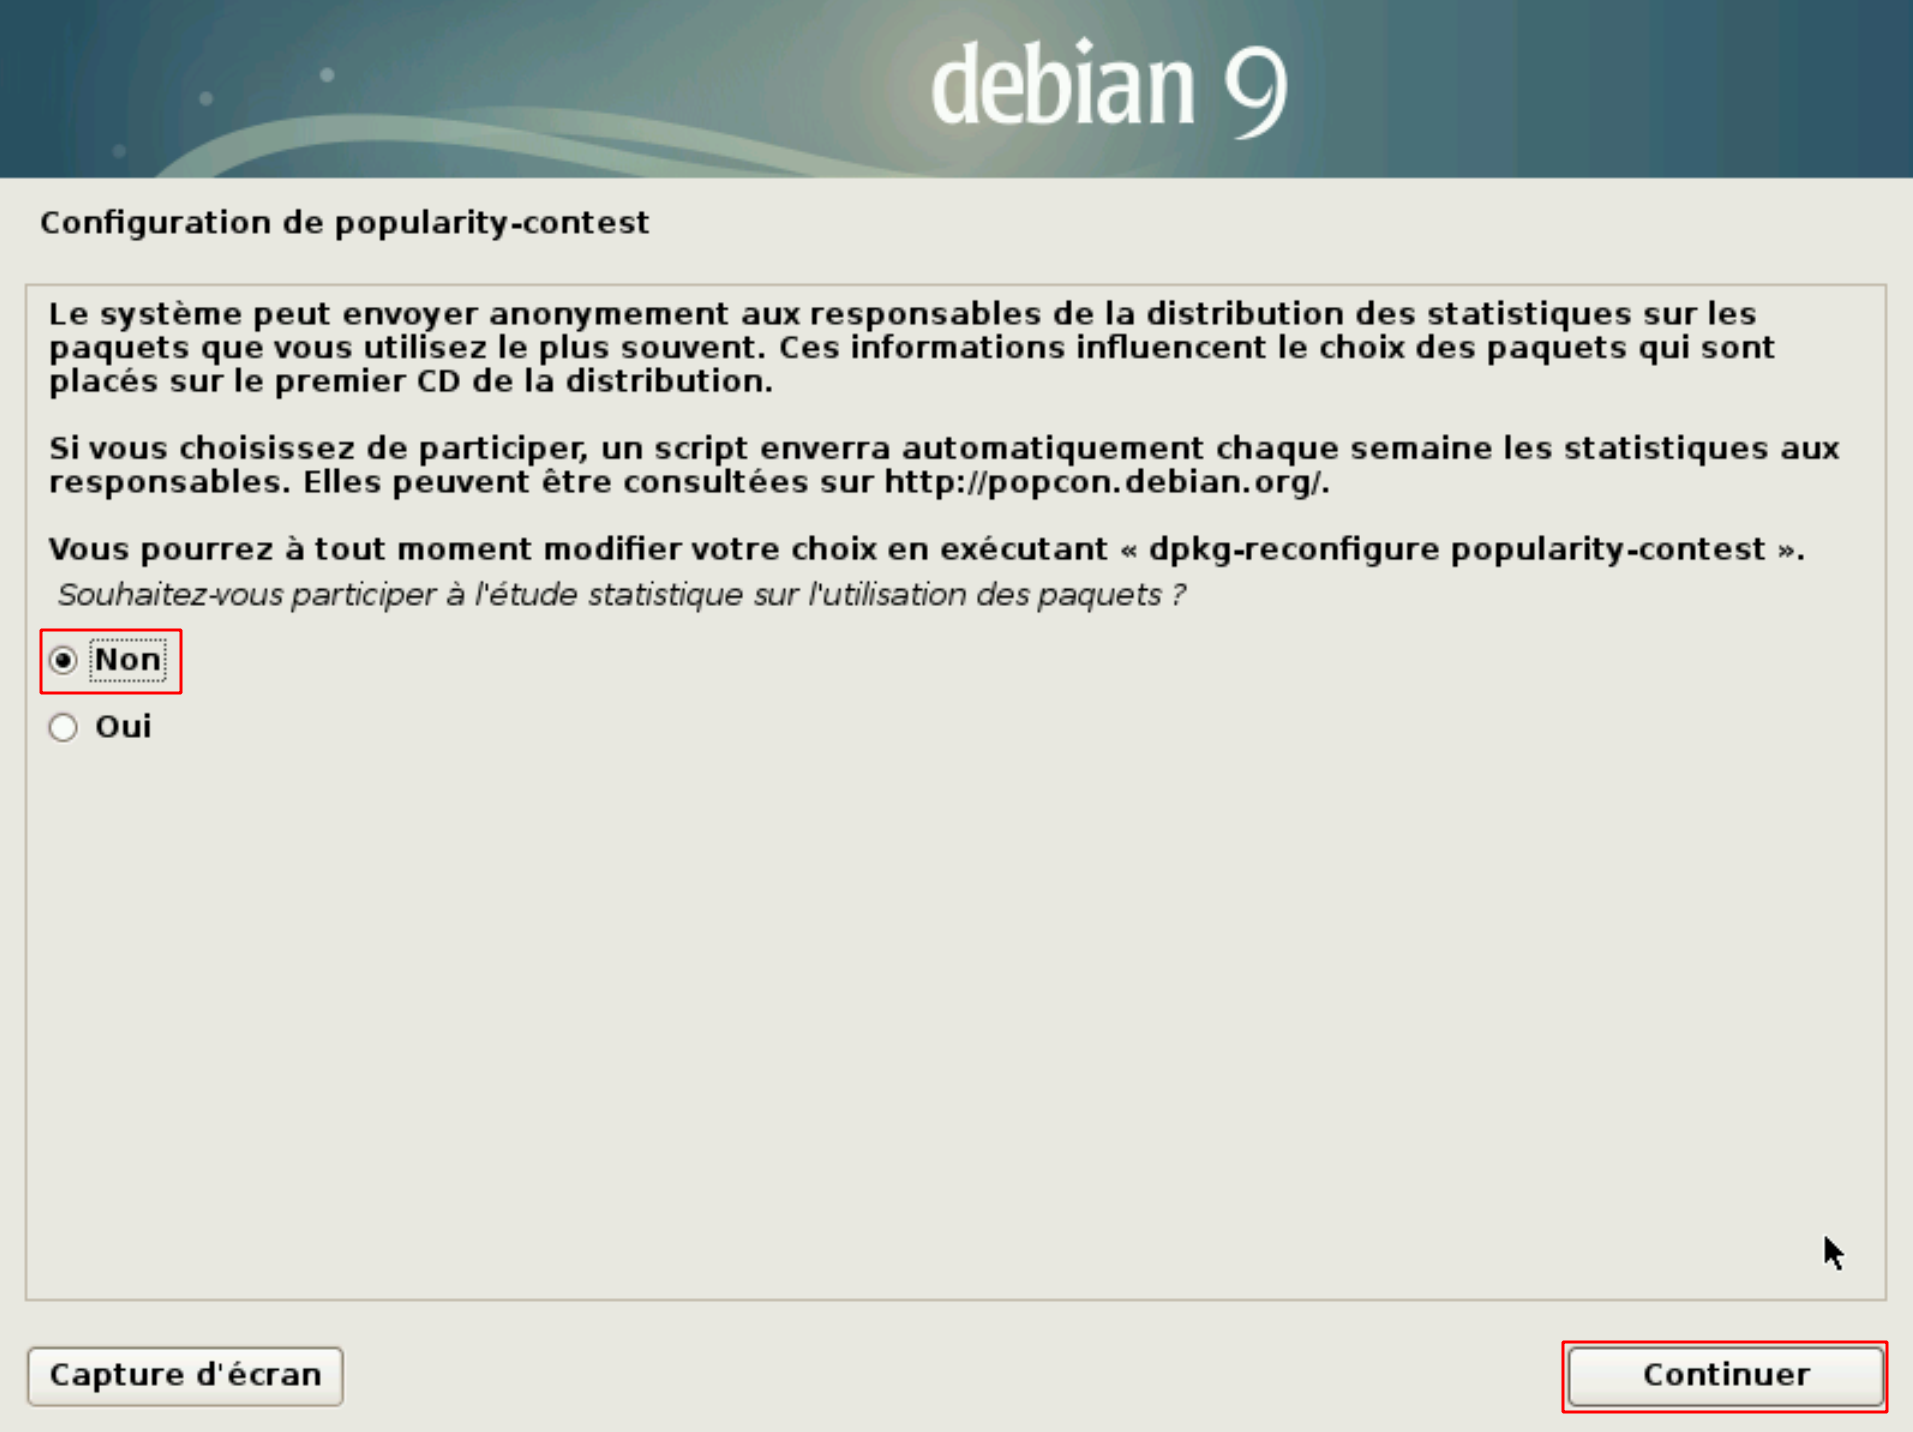 debian 9
Configuration de popularity-contest
Le système peut envoyer anonymement aux responsables de la distribution des statistiques sur les
paquets que vous utilisez le plus souvent. Ces informations influencent le choix des paquets qui sont
placés sur le premier CD de la distribution.
Si vous choisissez de participer, un script enverra automatiquement chaque semaine les statistiques aux
responsables. Elles peuvent être consultées sur http://popcon.debian.org/.
Vous pourrez à tout moment modifier votre choix en exécutant « dpkg-reconfigure popularity-contest ».
Souhaitez-vous participer à l'étude statistique sur l'utilisation des paquets ?
Non
Oui
Capture d'écran
Continuer